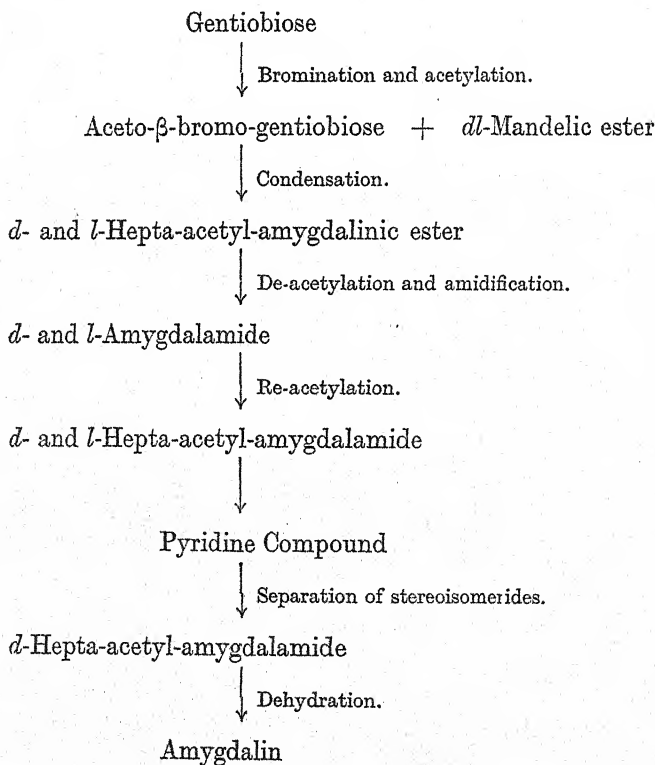 Gentiobiose
Bromination and acetylation.
Aceto-β-bromo-gentiobiose + dl-Mandelic ester
Condensation.
d- and l-Hepta-acetyl-amygdalinic ester
De-acetylation and amidification.
d- and l-Amygdalamide
Re-acetylation.
d- and l-Hepta-acetyl-amygdalamide
Pyridine Compound
Separation of stereoisomerides.
d-Hepta-acetyl-amygdalamide
Dehydration.
Amygdalin